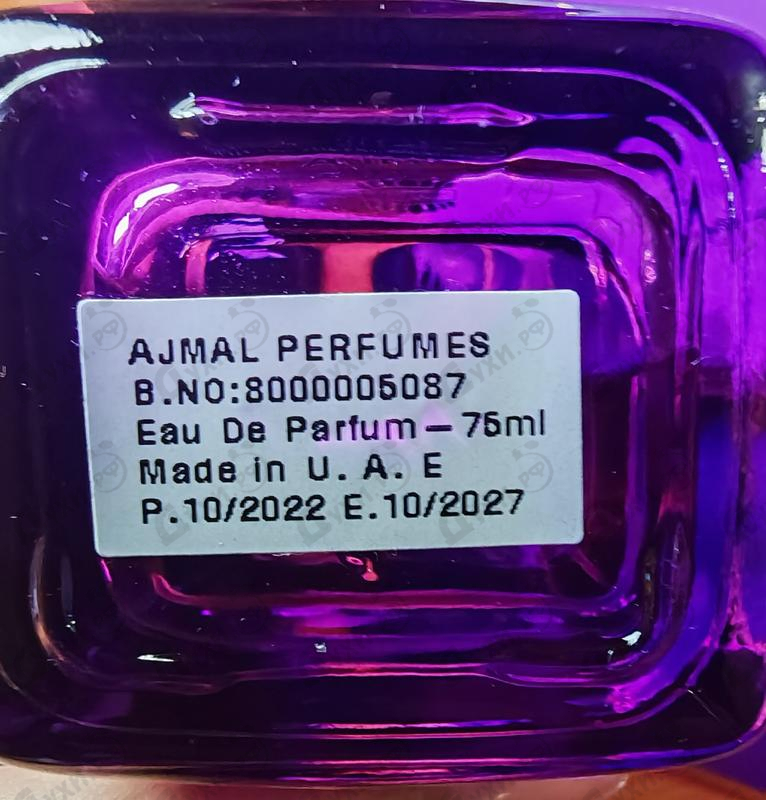 AJMAL PERFUMES
B.NO:8000005087
Eau De Parfum – 75ml
Made in U. A. E
P.10/2022 E.10/2027